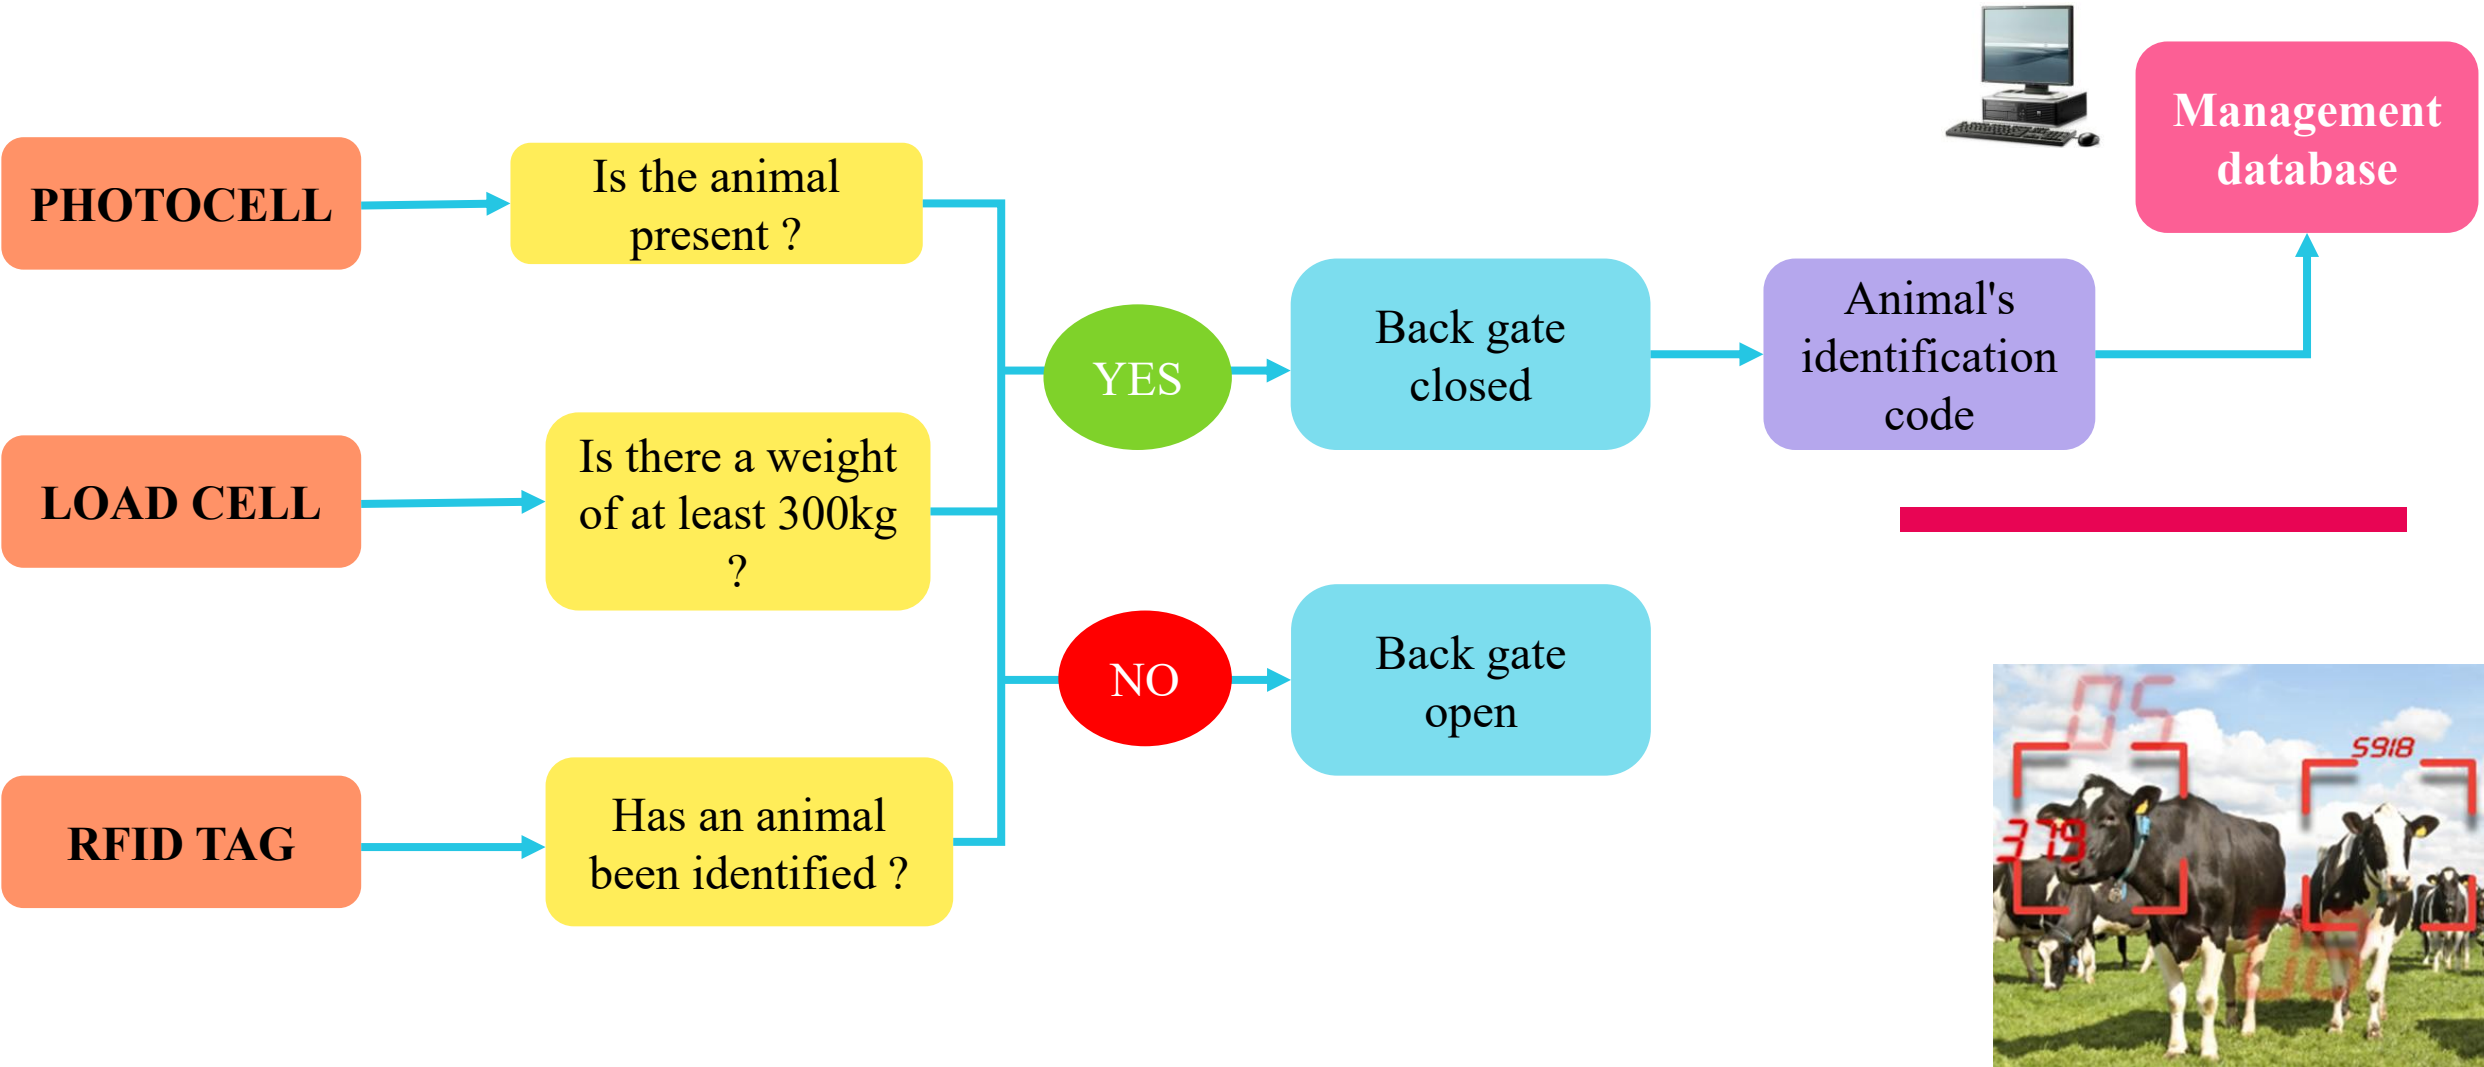 Management
database
PHOTOCELL
Is the animal
present ?
YES
Back gate
closed
Animal's
identification
code
LOAD CELL
Is there a weight
of at least 300kg
?
NO
Back gate
open
RFID TAG
Has an animal
been identified ?
05
5918
379